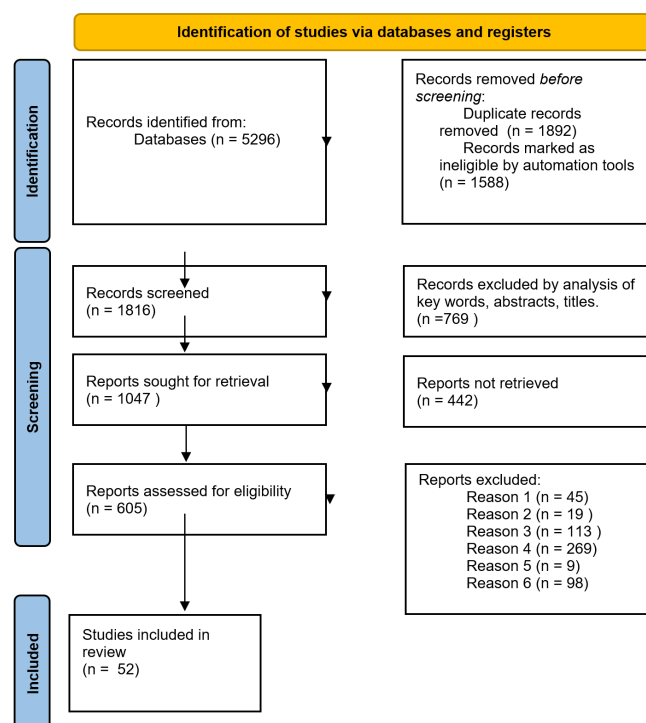 Identification of studies via databases and registers
Identification
Records identified from:
Databases (n = 5296)
Records removed before
screening:
Duplicate records
removed (n = 1892)
Records marked as
ineligible by automation tools
(n = 1588)
Screening
Records screened
(n = 1816)
Records excluded by analysis of
key words, abstracts, titles.
(n =769 )
Reports sought for retrieval
(n = 1047 )
Reports not retrieved
(n = 442)
Reports assessed for eligibility
(n = 605)
Reports excluded:
Reason 1 (n = 45)
Reason 2 (n = 19 )
Reason 3 (n = 113 )
Reason 4 (n = 269)
Reason 5 (n = 9)
Reason 6 (n = 98)
Included
Studies included in
review
(n = 52)